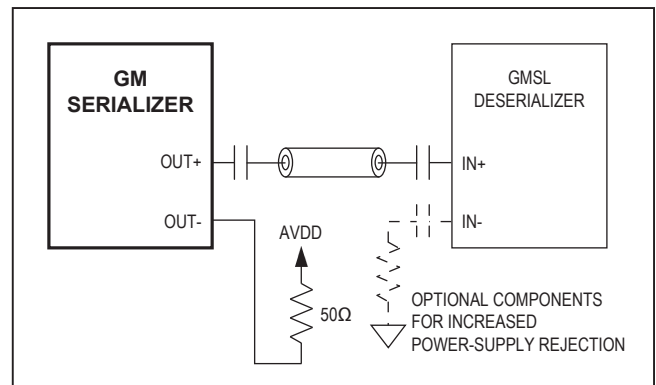 GM
SERIALIZER
GMSL
DESERIALIZER
OUT+
IN+
OUT-
IN-
AVDD
50Ω
OPTIONAL COMPONENTS
FOR INCREASED
POWER-SUPPLY REJECTION